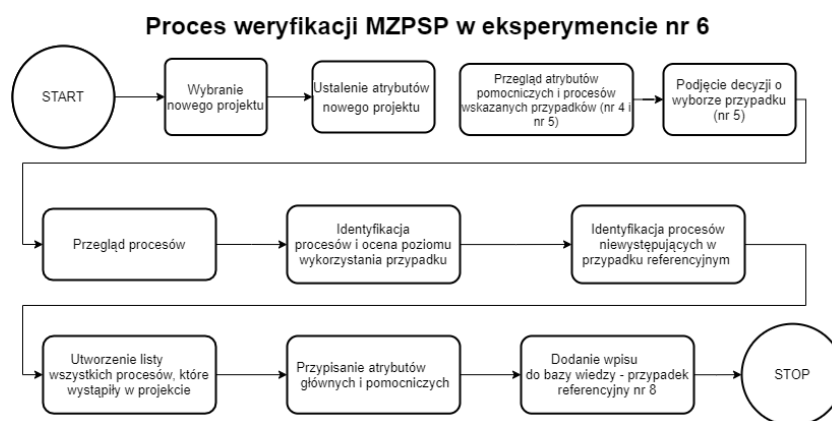 Proces weryfikacji MZPSP w eksperymencie nr 6
START
Wybranie
nowego projektu
Ustalenie atrybutów
nowego projektu
Przegląd atrybutów
pomocniczych i procesów
wskazanych przypadków (nr 4 i
nr 5)
Podjęcie decyzji o
wyborze przypadku
(nr 5)
Przegląd procesów
Identyfikacja
procesów i ocena poziomu
wykorzystania przypadku
Identyfikacja procesów
niewystępujących w
przypadku referencyjnym
Utworzenie listy
wszystkich procesów, które
wystąpiły w projekcie
Przypisanie atrybutów
głównych i pomocniczych
Dodanie wpisu
do bazy wiedzy - przypadek
referencyjny nr 8
STOP